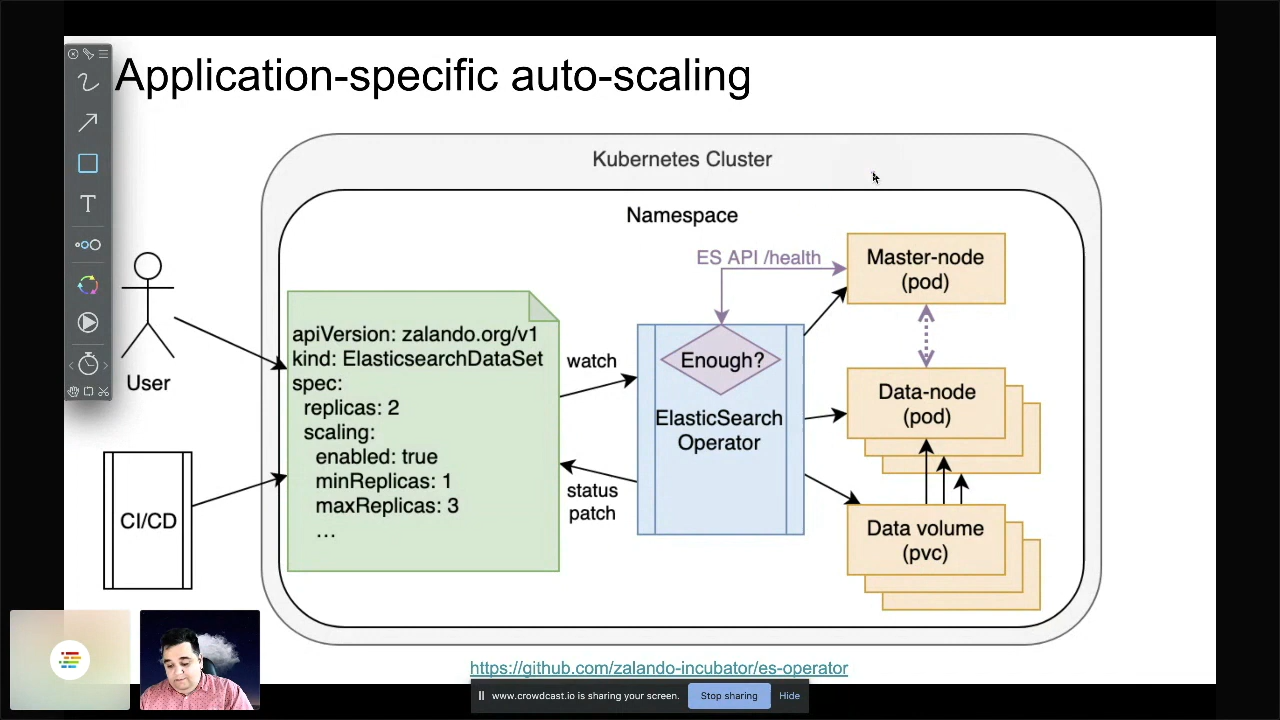 Application-specific auto-scaling
Kubernetes Cluster
Namespace
ES API /health
Master-node
(pod)
User
apiVersion: zalando.org/v1
kind: ElasticsearchDataSet
spec:
replicas: 2
scaling:
enabled: true
minReplicas: 1
maxReplicas: 3
…
watch
status
patch
Enough?
ElasticSearch
Operator
Data-node
(pod)
CI/CD
Data volume
(pvc)
https://github.com/zalando-incubator/es-operator
www.crowdcast.io is sharing your screen.
Stop sharing
Hide
T